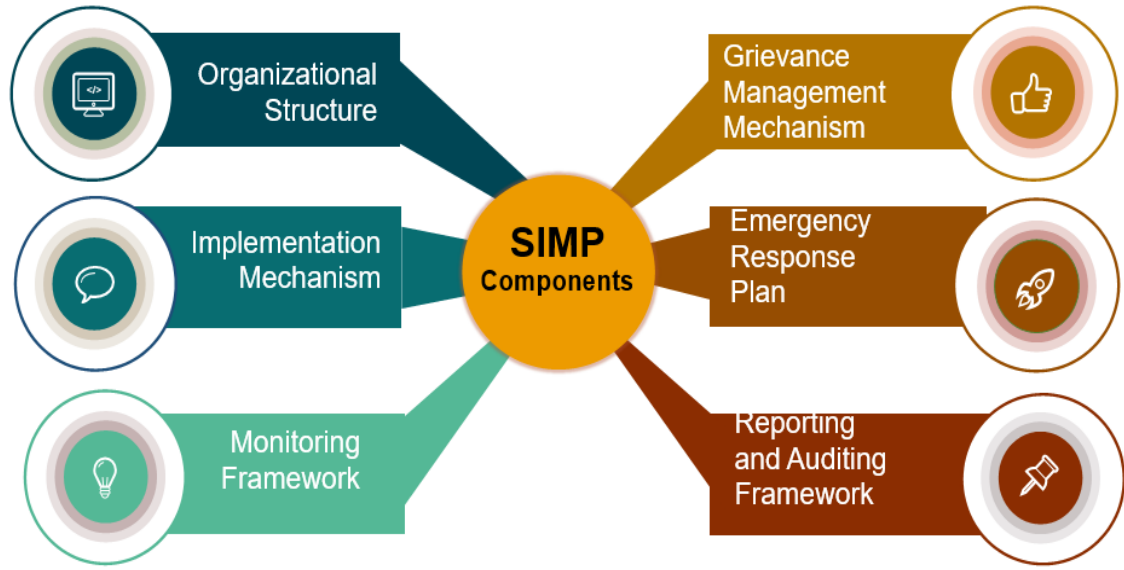 Organizational
Structure
Implementation
Mechanism
Monitoring
Framework
SIMP
Components
Grievance
Management
Mechanism
Emergency
Response
Plan
Reporting
and Auditing
Framework